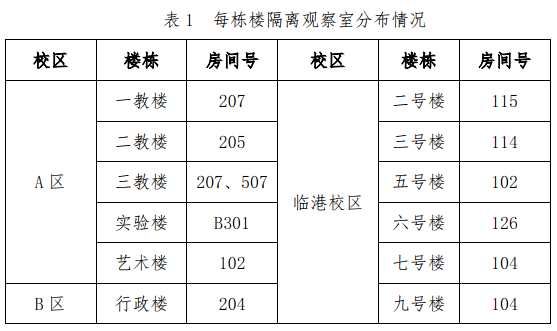 表 1 每栋楼隔离观察室分布情况
校区 楼栋 房间号 校区 楼栋 房间号
一教楼 207 二号楼 115
二教楼 205 三号楼 114
A 区 三教楼 207、507 临港校区 五号楼 102
实验楼 B301 六号楼 126
艺术楼 102 七号楼 104
B 区 行政楼 204 九号楼 104